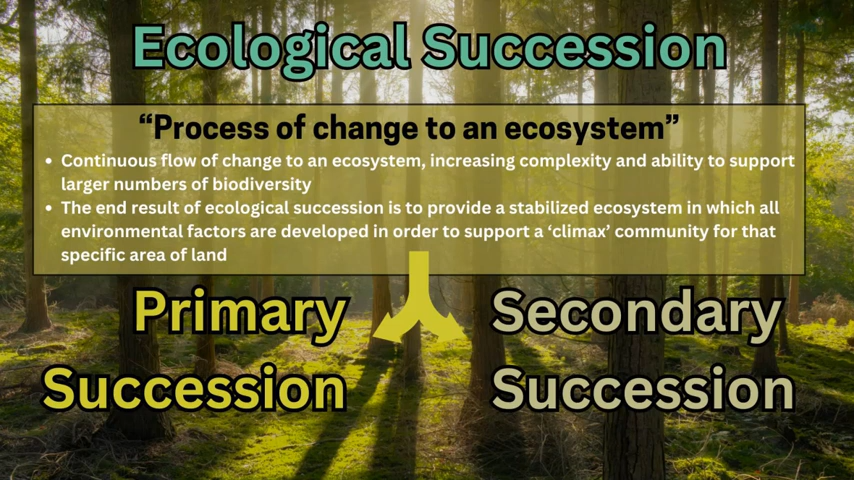 Ecological Succession
“Process of change to an ecosystem”
• Continuous flow of change to an ecosystem, increasing complexity and ability to support
larger numbers of biodiversity
• The end result of ecological succession is to provide a stabilized ecosystem in which all
environmental factors are developed in order to support a ‘climax’ community for that
specific area of land
Primary
Succession
Secondary
Succession